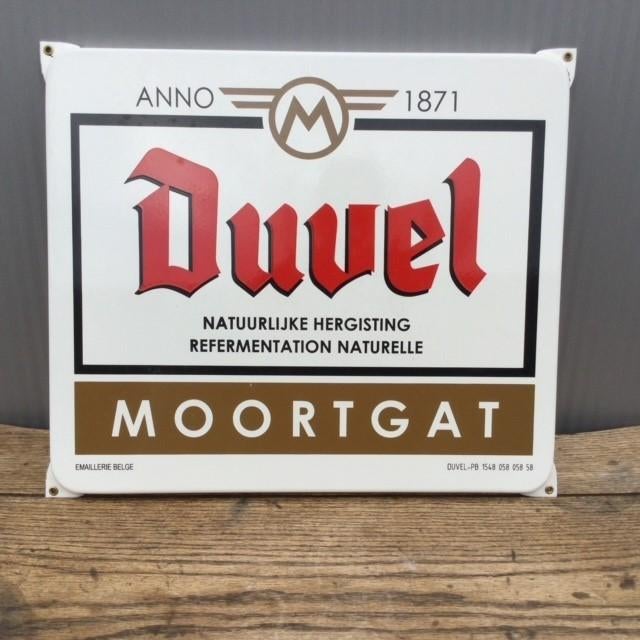 ANNO M 1871
Duvel
NATUURLIJKE HERGISTING
REFERMENTATION NATURELLE
MOORTGAT
EMAILLERIE BELGE DUVEL-PB 1548 058 058 58